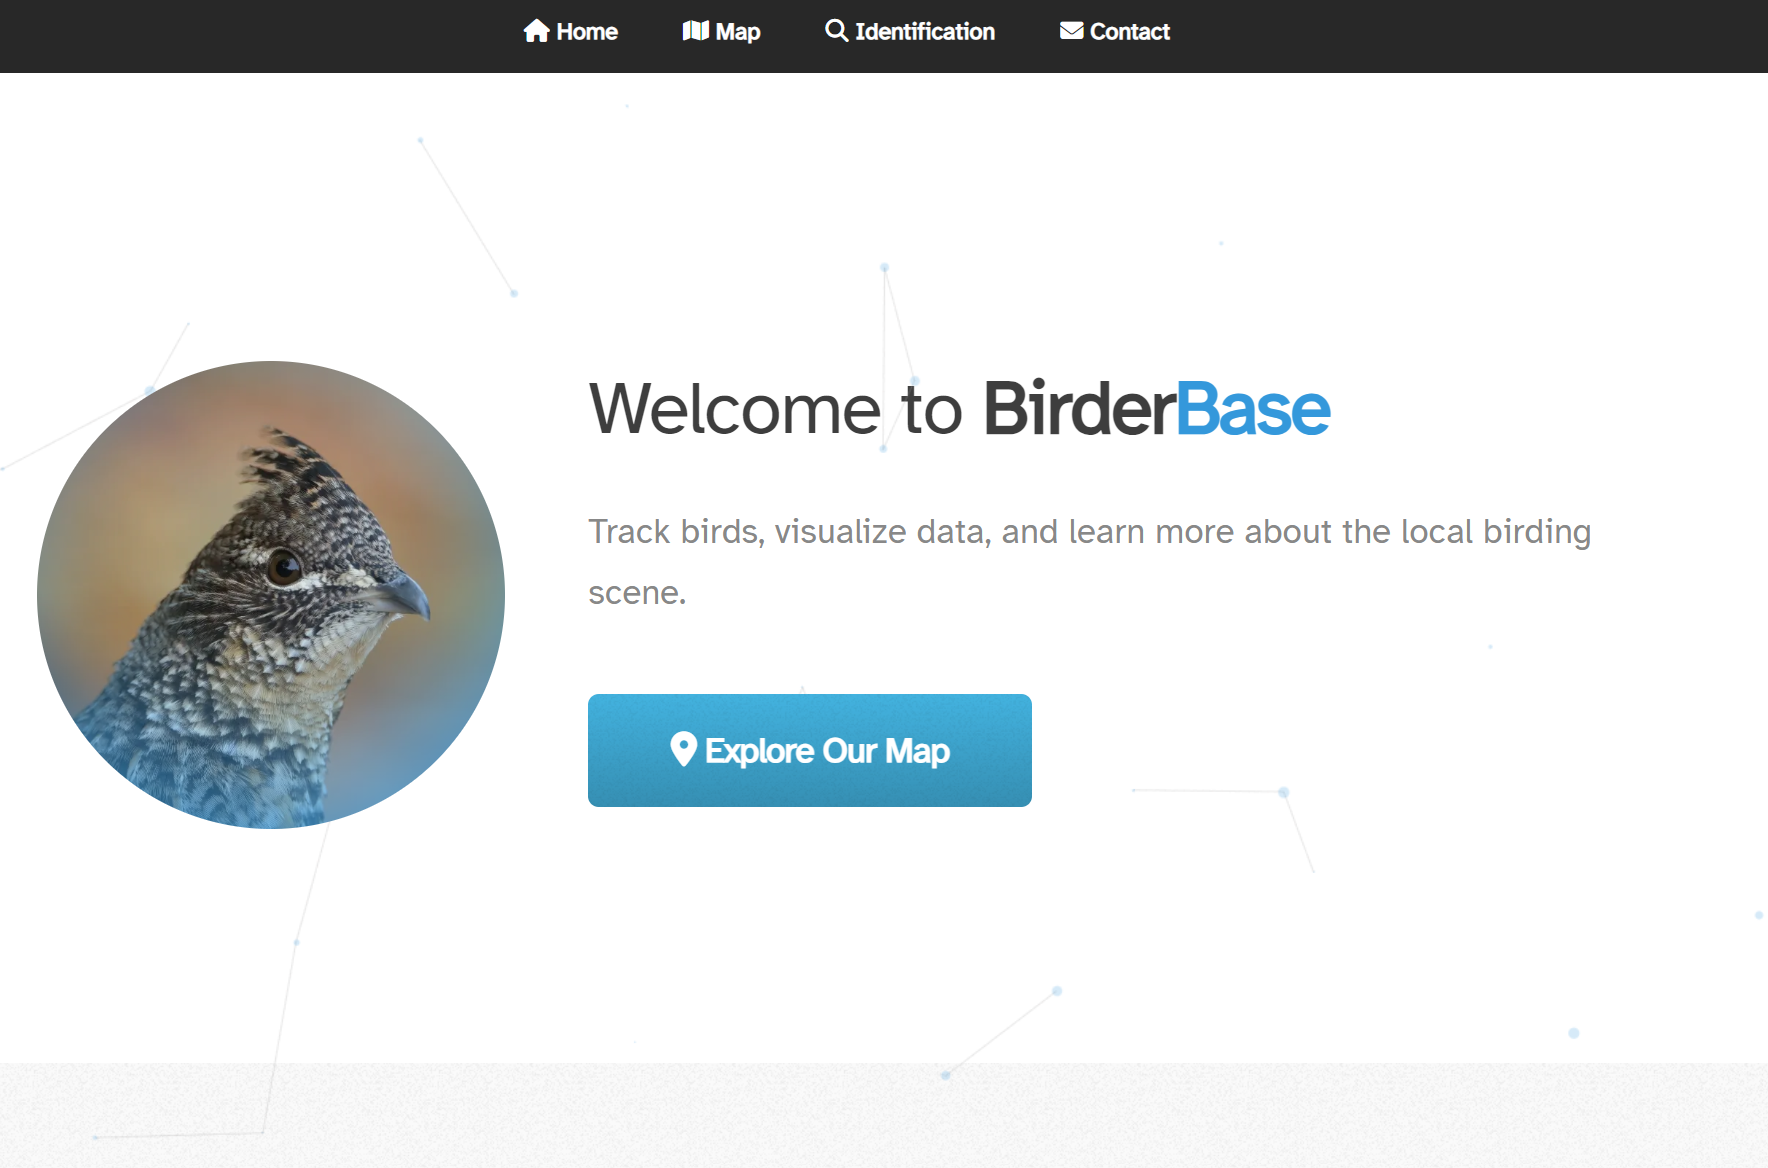 Home Map Identification Contact
Welcome to BirderBase
Track birds, visualize data, and learn more about the local birding
scene.
Explore Our Map